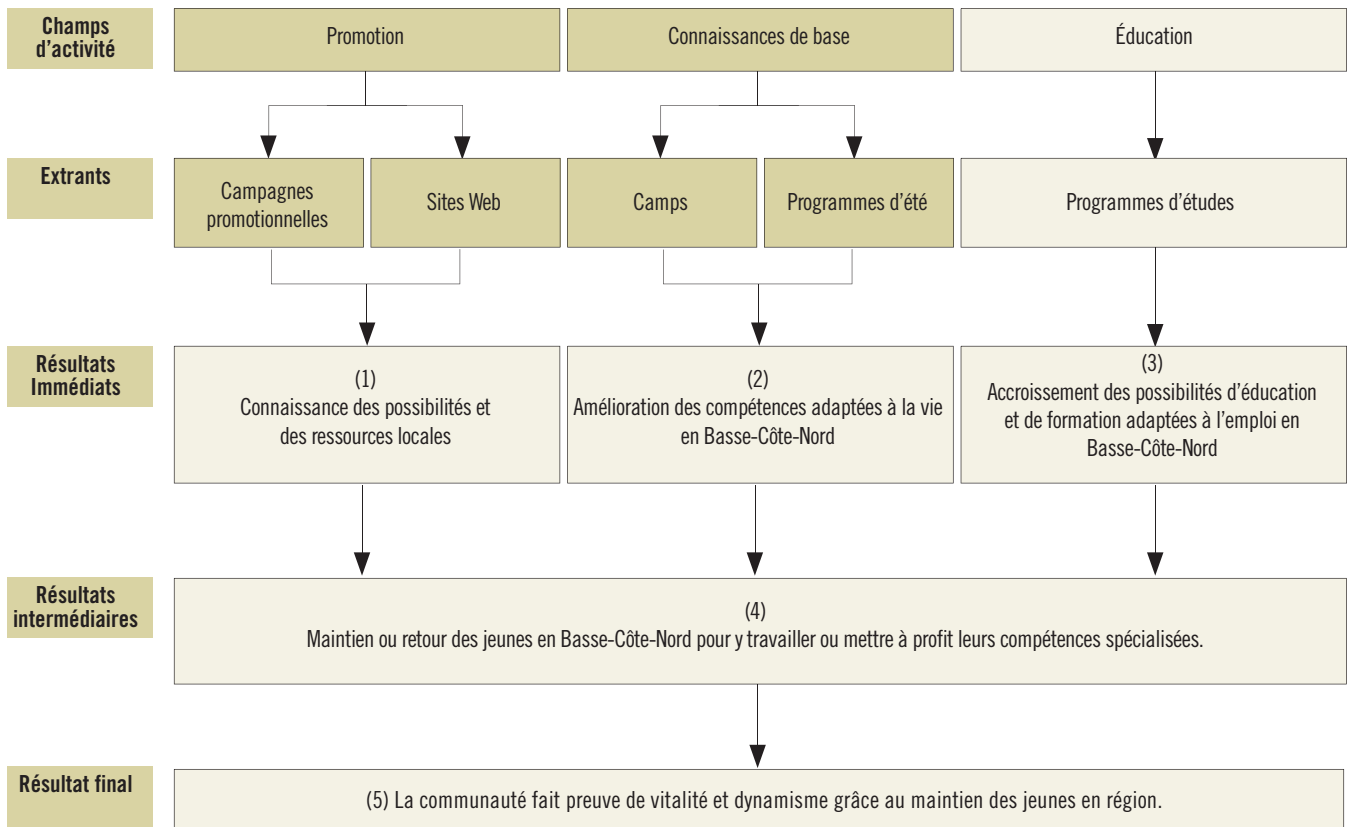 Champs
d'activité
Promotion
Connaissances de base
Éducation
Extrants
Campagnes
promotionnelles
Sites Web
Camps
Programmes d'été
Programmes d'études
Résultats
Immédiats
(1)
Connaissance des possibilités et
des ressources locales
(2)
Amélioration des compétences adaptées à la vie
en Basse-Côte-Nord
(3)
Accroissement des possibilités d'éducation
et de formation adaptées à l'emploi en
Basse-Côte-Nord
Résultats
intermédiaires
(4)
Maintien ou retour des jeunes en Basse-Côte-Nord pour y travailler ou mettre à profit leurs compétences spécialisées.
Résultat final
(5) La communauté fait preuve de vitalité et dynamisme grâce au maintien des jeunes en région.